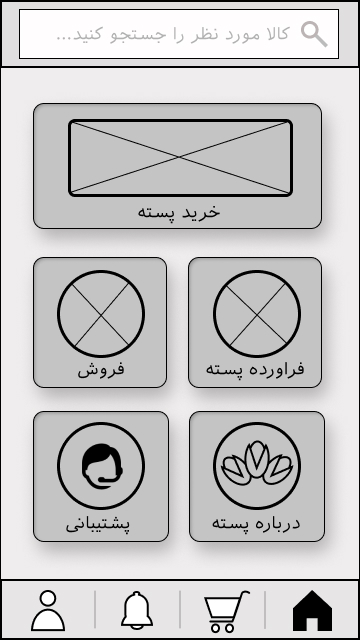 کالا مورد نظر را جستجو کنید...
خرید پسته
فراورده پسته
فروش
درباره پسته
پشتیبانی